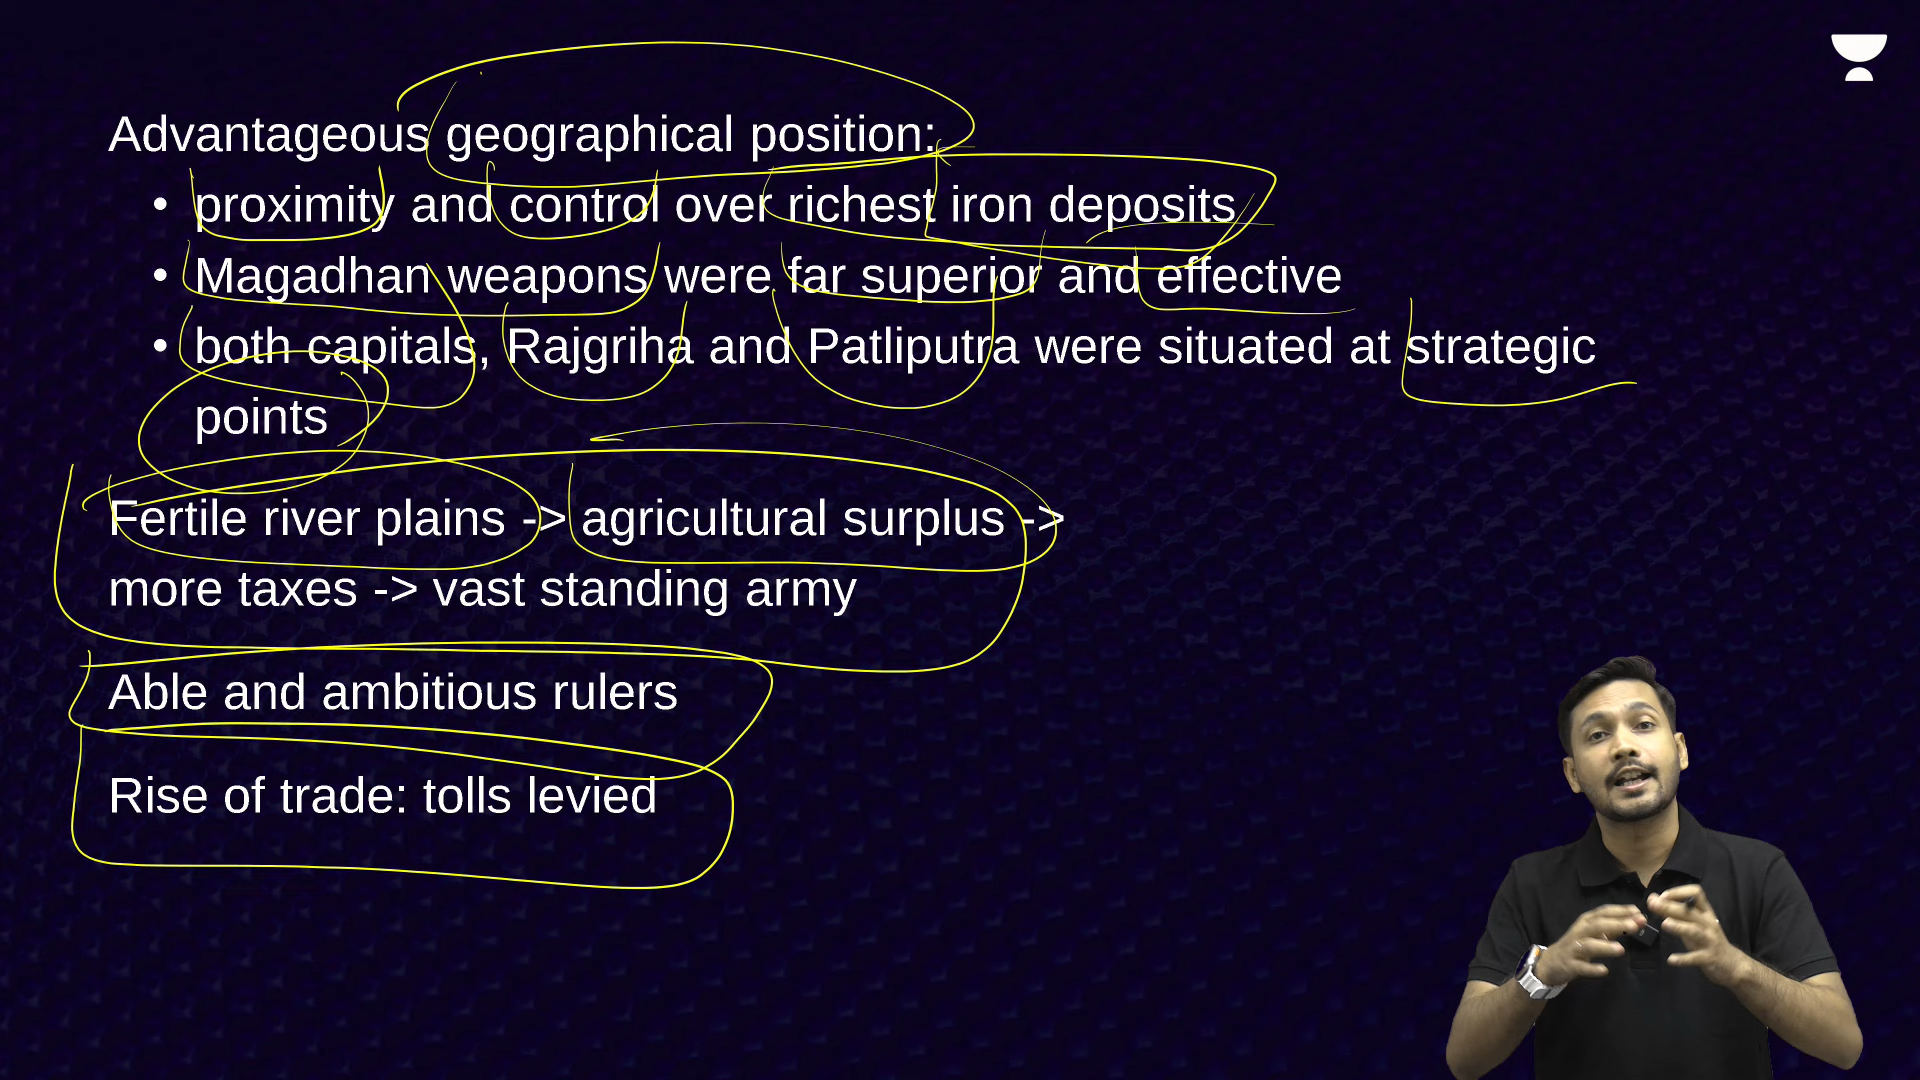 Advantageous geographical position:
• proximity and control over richest iron deposits
• Magadhan weapons were far superior and effective
• both capitals, Rajgriha and Patliputra were situated at strategic
points
Fertile river plains -> agricultural surplus ->
more taxes -> vast standing army
Able and ambitious rulers
Rise of trade: tolls levied